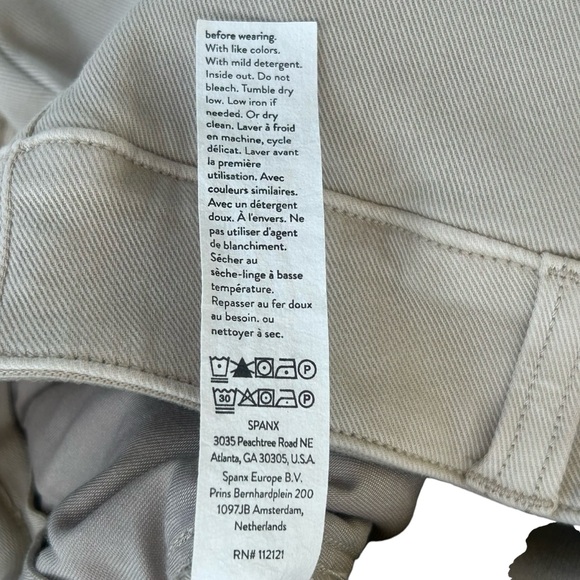 before wearing.
With like colors.
With mild detergent.
Inside out. Do not
bleach. Tumble dry
low. Low iron if
needed. Or dry
clean. Laver à froid
en machine, cycle
délicat. Laver avant
la première
utilisation. Avec
couleurs similaires.
Avec un détergent
doux. À l'envers. Ne
pas utiliser d'agent
de blanchiment.
Sécher au
sèche-linge à basse
température.
Repasser au fer doux
au besoin. ou
nettoyer à sec.
P
30 P
SPANX
3035 Peachtree Road NE
Atlanta, GA 30305, U.S.A.
Spanx Europe B.V.
Prins Bernhardplein 200
1097JB Amsterdam,
Netherlands
RN# 112121